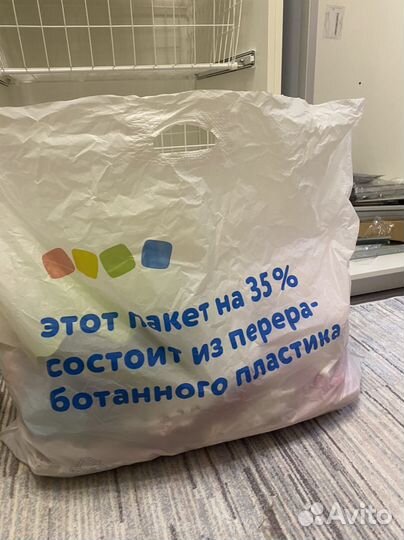 этот пакет на 35%
состоит из перера-
ботанного пластика
Avito